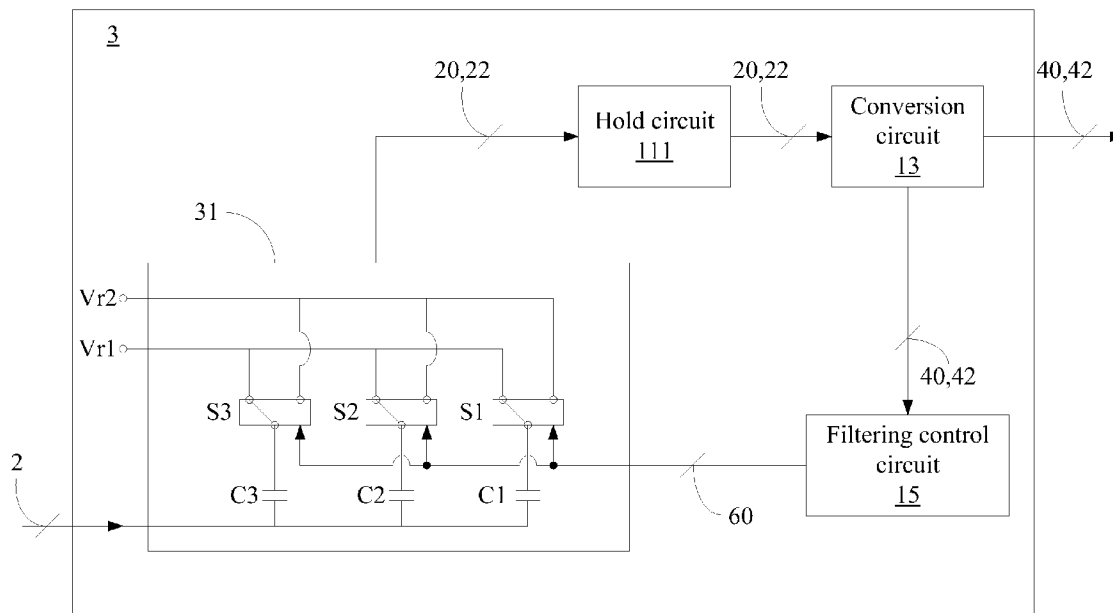 3
20,22
20,22
40,42
Hold circuit
111
Conversion
circuit
13
31
Vr2
Vr1
40,42
S3
S2
S1
Filtering control
circuit
15
2
C3
C2
C1
60